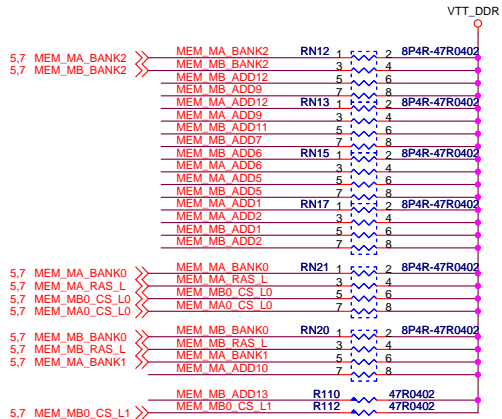 VTT_DDR
5,7 MEM_MA_BANK2 MEM_MA_BANK2 RN12 1 2 8P4R-47R0402
5,7 MEM_MB_BANK2 MEM_MB_BANK2 3 4
MEM_MB_ADD12 5 6
MEM_MB_ADD9 7 8
MEM_MA_ADD12 RN13 1 2 8P4R-47R0402
MEM_MA_ADD9 3 4
MEM_MB_ADD11 5 6
MEM_MB_ADD7 7 8
MEM_MB_ADD6 RN15 1 2 8P4R-47R0402
MEM_MA_ADD6 3 4
MEM_MA_ADD5 5 6
MEM_MB_ADD5 7 8
MEM_MA_ADD1 RN17 1 2 8P4R-47R0402
MEM_MA_ADD2 3 4
MEM_MB_ADD1 5 6
MEM_MB_ADD2 7 8
5,7 MEM_MA_BANK0 MEM_MA_BANK0 RN21 1 2 8P4R-47R0402
5,7 MEM_MA_RAS_L MEM_MA_RAS_L 3 4
5,7 MEM_MB0_CS_L0 MEM_MB0_CS_L0 5 6
5,7 MEM_MA0_CS_L0 MEM_MA0_CS_L0 7 8
5,7 MEM_MB_BANK0 MEM_MB_BANK0 RN20 1 2 8P4R-47R0402
5,7 MEM_MB_RAS_L MEM_MB_RAS_L 3 4
5,7 MEM_MA_BANK1 MEM_MA_BANK1 5 6
MEM_MA_ADD10 7 8
MEM_MB_ADD13 R110 47R0402
5,7 MEM_MB0_CS_L1 MEM_MB0_CS_L1 R112 47R0402